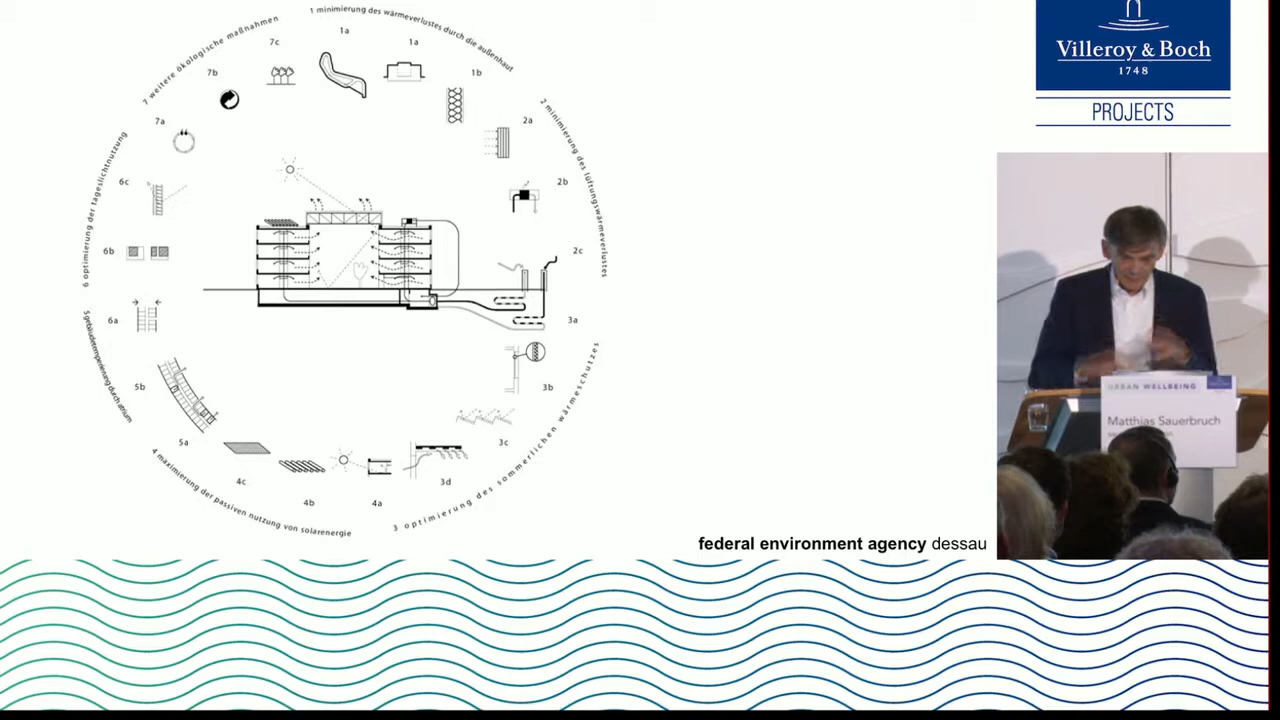 1 minimierung des wärmeverlustes durch die außenhaut
1a
1a
1b
2 minimierung des lüftungswärmeverlustes
2a
2b
2c
3 optimierung des sommerlichen wärmeschutzes
3a
3b
3c
3d
4 maximierung der passiven nutzung von solarenergie
4a
4b
4c
5 gebäudetemperierung durch atrium
5a
5b
6 optimierung der tageslichtnutzung
6a
6b
6c
7 weitere ökologische maßnahmen
7a
7b
7c
federal environment agency dessau
Villeroy & Boch
1748
PROJECTS
URBAN WELLBEING
Matthias Sauerbruch